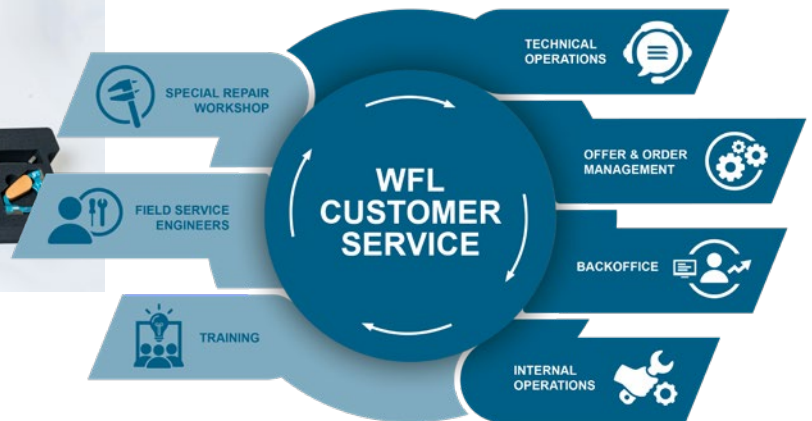 SPECIAL REPAIR
WORKSHOP
FIELD SERVICE
ENGINEERS
TRAINING
WFL
CUSTOMER
SERVICE
TECHNICAL
OPERATIONS
OFFER & ORDER
MANAGEMENT
BACKOFFICE
INTERNAL
OPERATIONS